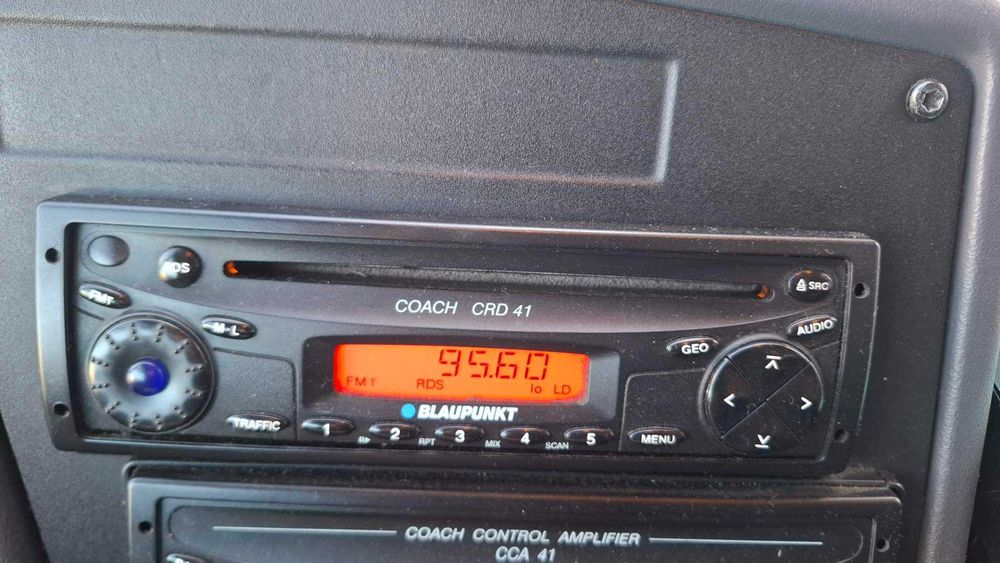 RDS
SRC
FMT
COACH CRD 41
M-L
AUDIO
GEO
95.60
FMT RDS lo LD
BLAUPUNKT
TRAFFIC
1 2 3 4 5
MENU
RPT MIX SCAN
COACH CONTROL AMPLIFIER
CCA 41